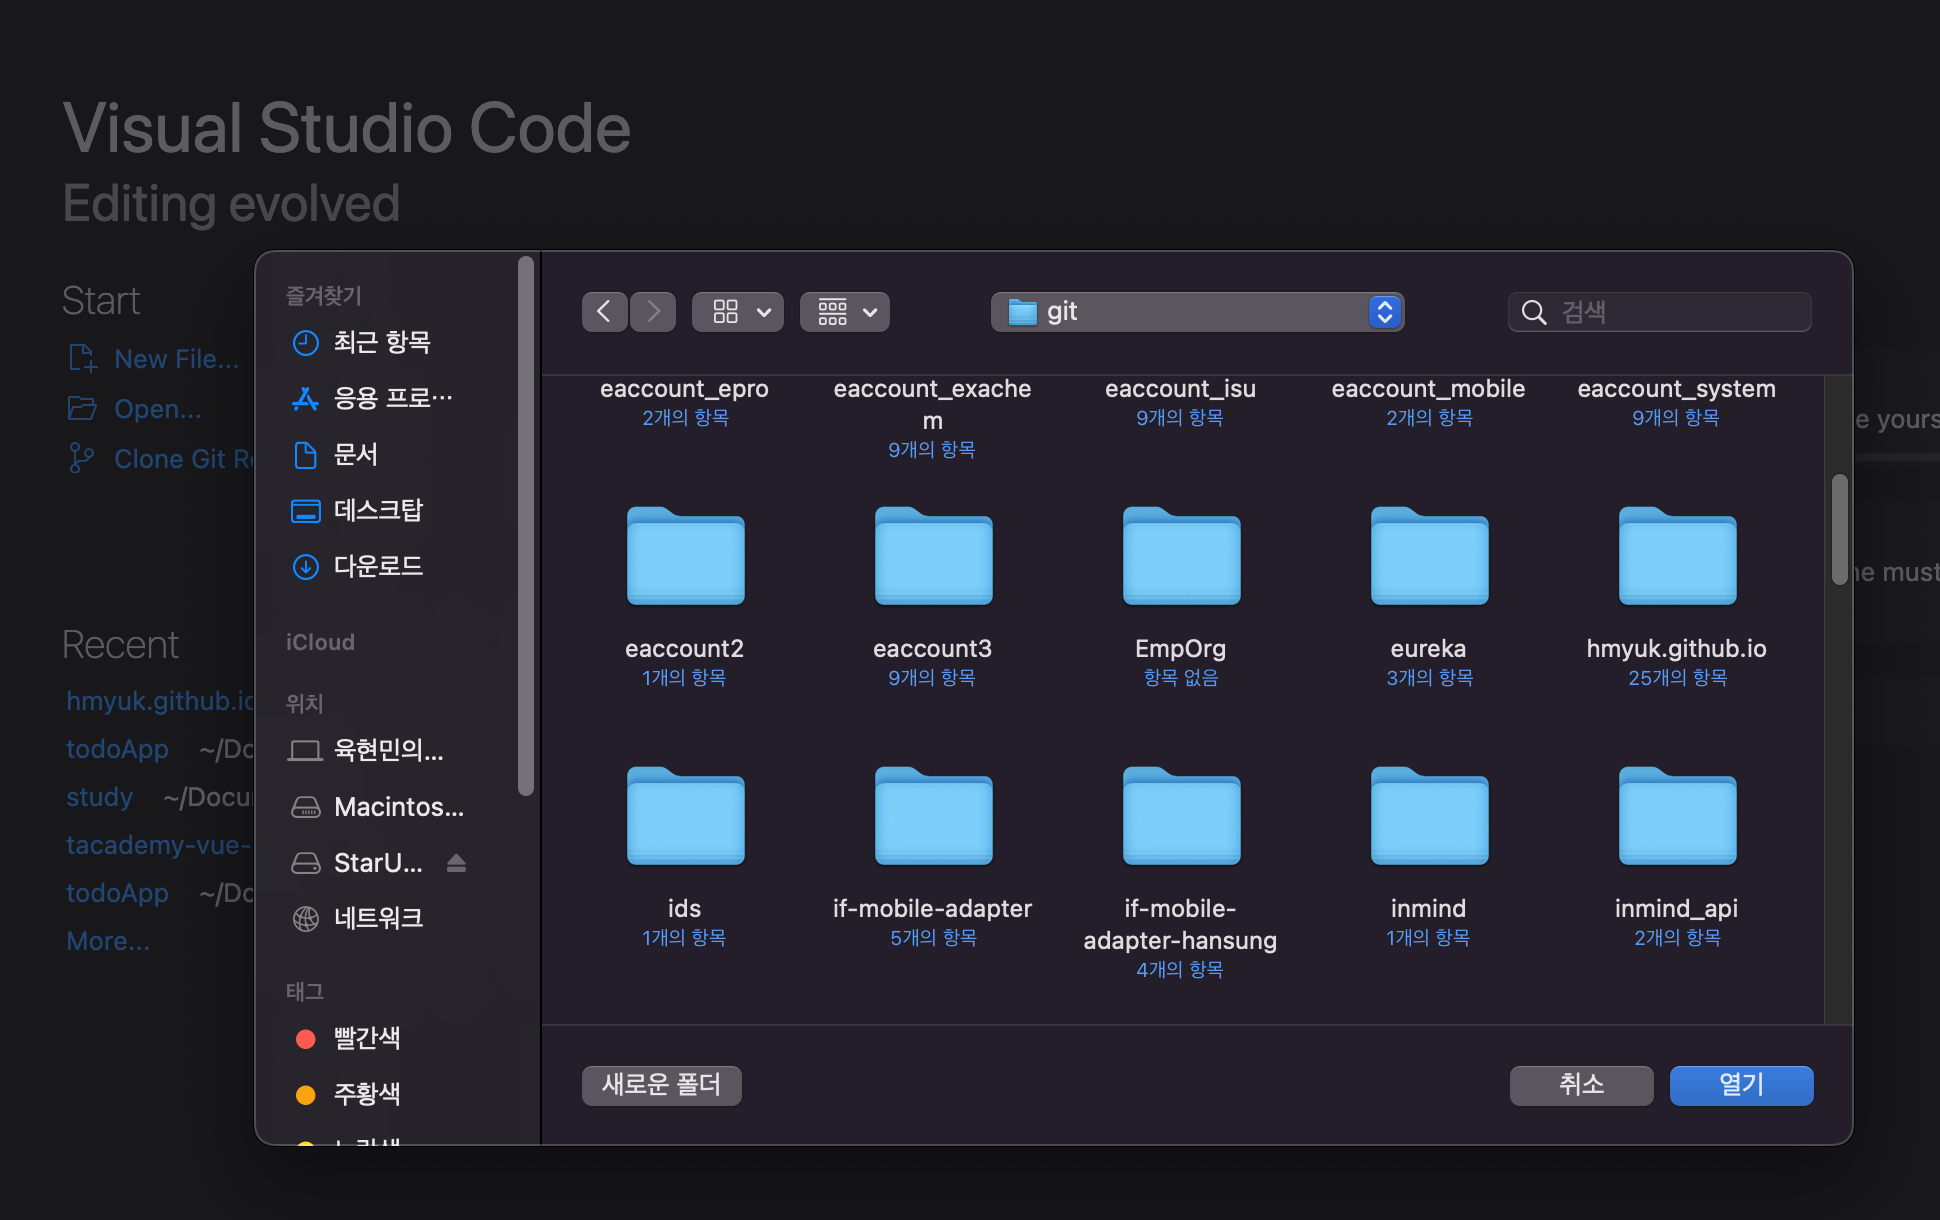 Visual Studio Code
Editing evolved
Start
New File...
Open...
Clone Git Re
Recent
hmyuk.github.io
todoApp ~/Do
study ~/Docu
tacademy-vue-
todoApp ~/Do
More...
즐겨찾기
최근 항목
응용 프로…
문서
데스크탑
다운로드
iCloud
위치
육현민의...
Macintos...
StarU...
네트워크
태그
빨간색
주황색
노란색
git
검색
eaccount_epro
2개의 항목
eaccount_exache
m
9개의 항목
eaccount_isu
9개의 항목
eaccount_mobile
2개의 항목
eaccount_system
9개의 항목
eaccount2
1개의 항목
eaccount3
9개의 항목
EmpOrg
항목 없음
eureka
3개의 항목
hmyuk.github.io
25개의 항목
ids
1개의 항목
if-mobile-adapter
5개의 항목
if-mobile-
adapter-hansung
4개의 항목
inmind
1개의 항목
inmind_api
2개의 항목
새로운 폴더
취소
열기
e yours
ne must